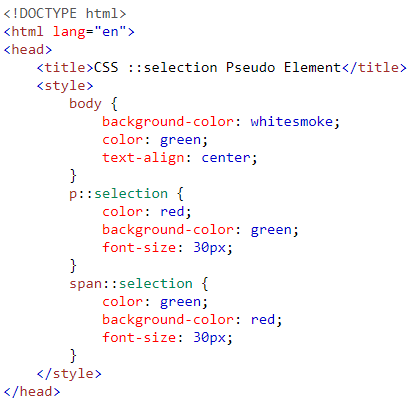 <!DOCTYPE html>
<html lang="en">
<head>
    <title>CSS ::selection Pseudo Element</title>
    <style>
        body {
            background-color: whitesmoke;
            color: green;
            text-align: center;
        }
        p::selection {
            color: red;
            background-color: green;
            font-size: 30px;
        }
        span::selection {
            color: green;
            background-color: red;
            font-size: 30px;
        }
    </style>
</head>